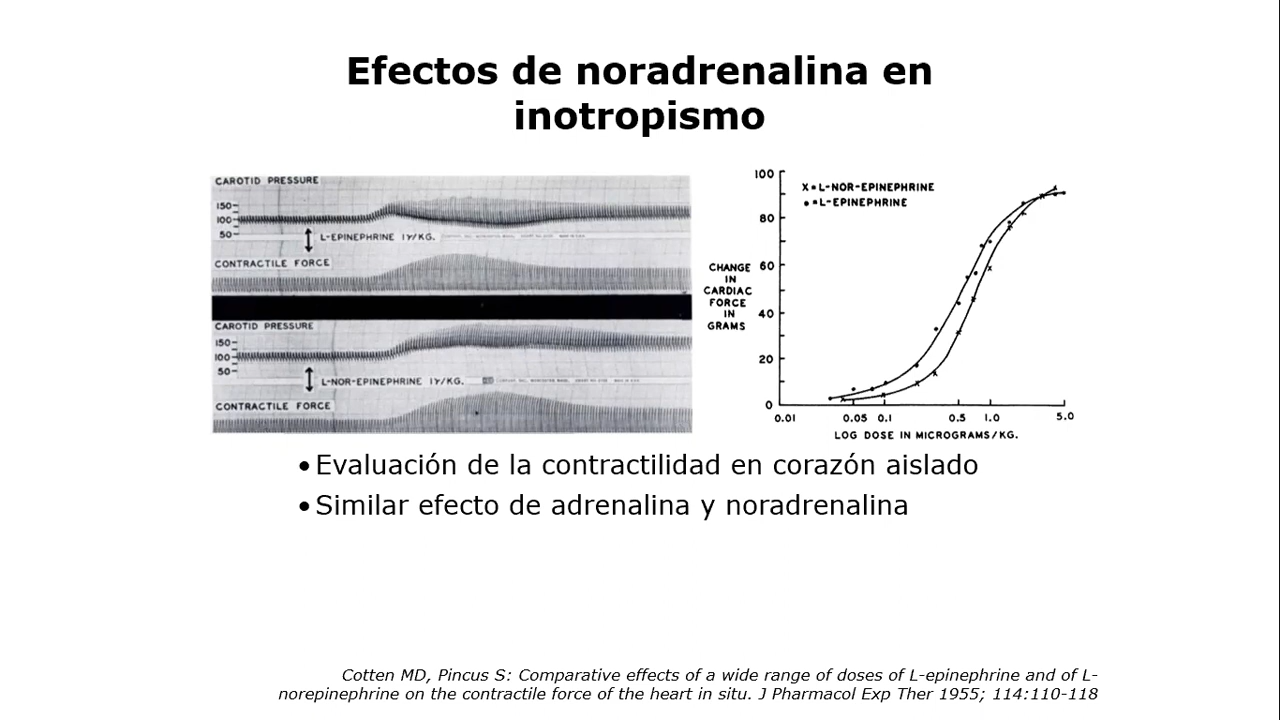 Efectos de noradrenalina en
inotropismo
CAROTID PRESSURE
150
100
50
L-EPINEPHRINE 1γ/KG.
CONTRACTILE FORCE
CAROTID PRESSURE
150
100
50
L-NOR-EPINEPHRINE 1γ/KG.
CONTRACTILE FORCE
100
80
60
40
20
0
X = L-NOR-EPINEPHRINE
• = L-EPINEPHRINE
CHANGE
IN
CARDIAC
FORCE
IN
GRAMS
0.01 0.05 0.1 0.5 1.0 5.0
LOG DOSE IN MICROGRAMS/KG.
• Evaluación de la contractilidad en corazón aislado
• Similar efecto de adrenalina y noradrenalina
Cotten MD, Pincus S: Comparative effects of a wide range of doses of L-epinephrine and of L-
norepinephrine on the contractile force of the heart in situ. J Pharmacol Exp Ther 1955; 114:110-118